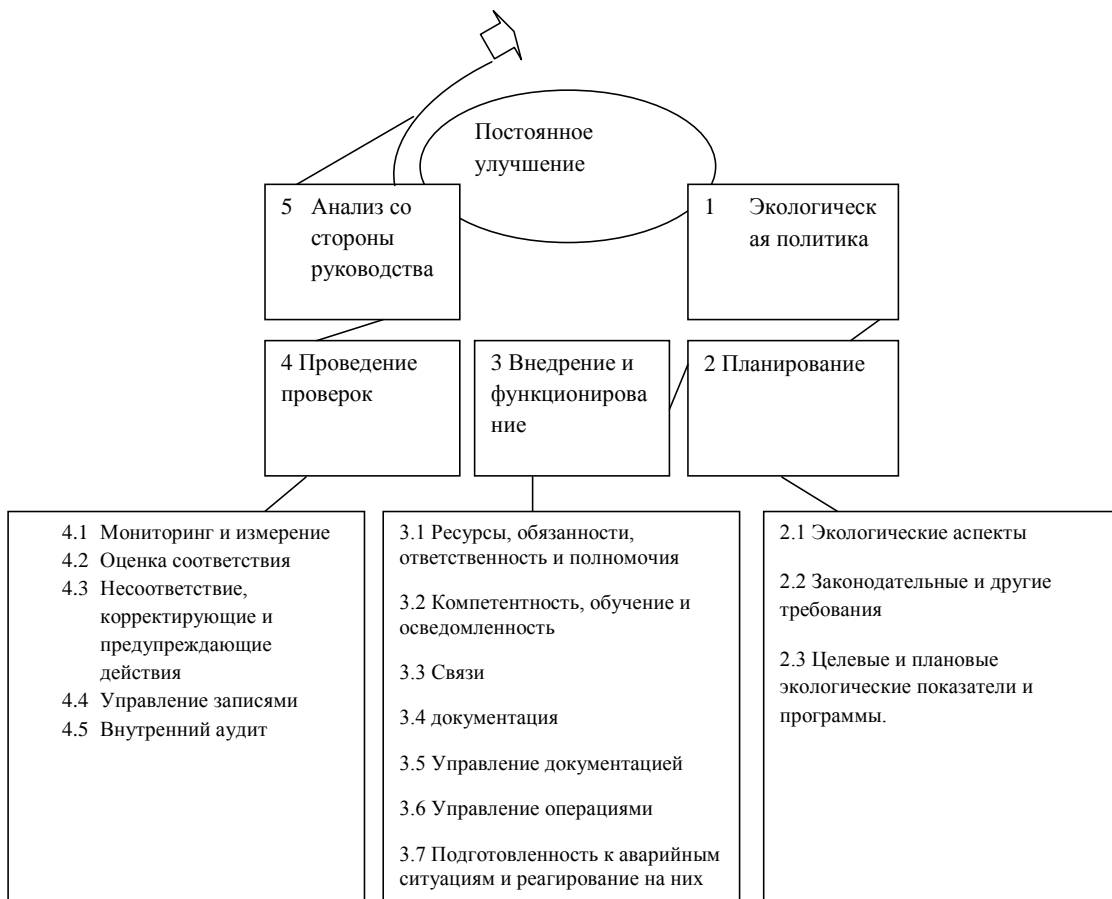 Постоянное
улучшение
5 Анализ со
стороны
руководства
1 Экологическ
ая политика
4 Проведение
проверок
3 Внедрение и
функционирова
ние
2 Планирование
4.1 Мониторинг и измерение
4.2 Оценка соответствия
4.3 Несоответствие,
корректирующие и
предупреждающие
действия
4.4 Управление записями
4.5 Внутренний аудит
3.1 Ресурсы, обязанности,
ответственность и полномочия
3.2 Компетентность, обучение и
осведомленность
3.3 Связи
3.4 документация
3.5 Управление документацией
3.6 Управление операциями
3.7 Подготовленность к аварийным
ситуациям и реагирование на них
2.1 Экологические аспекты
2.2 Законодательные и другие
требования
2.3 Целевые и плановые
экологические показатели и
программы.